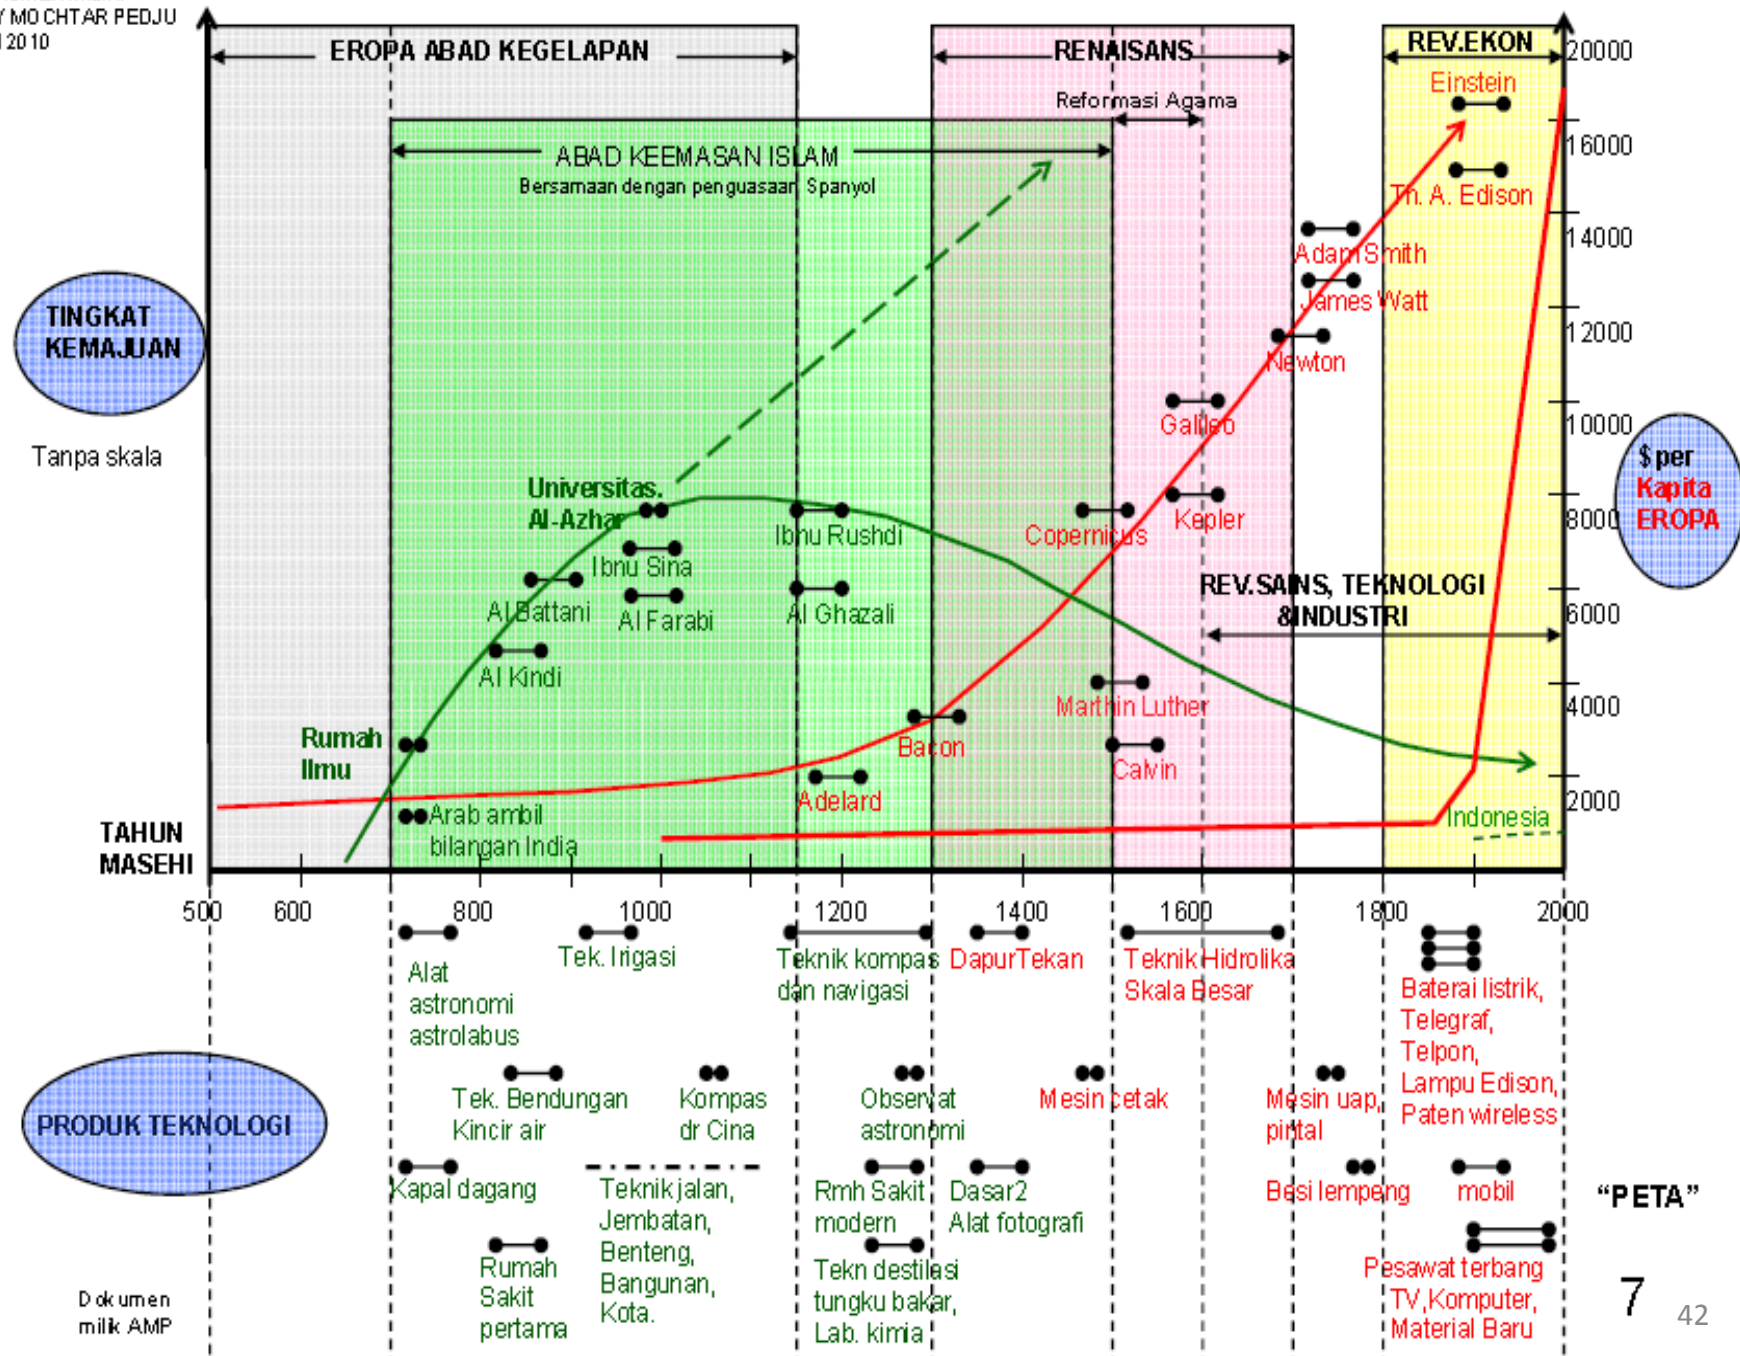 Y MOCHTAR PEDJU
2010
EROPA ABAD KEGELAPAN
RENAISANS
REV.EKON
Reformasi Agama
ABAD KEEMASAN ISLAM
Bersamaan dengan penguasaan Spanyol
Einstein
Th. A. Edison
Adam Smith
James Watt
Newton
Galileo
Kepler
Copernicus
TINGKAT
KEMAJUAN
Tanpa skala
Universitas.
Al-Azhar
Ibnu Sina
Al Battani
Al Farabi
Al Kindi
Ibnu Rushdi
Al Ghazali
REV.SAINS, TEKNOLOGI
&INDUSTRI
Marthin Luther
Calvin
Bacon
Adelard
Rumah
Ilmu
Arab ambil
bilangan India
Indonesia
20000
16000
14000
12000
10000
8000
6000
4000
2000
$ per
Kapita
EROPA
TAHUN
MASEHI
500
600
800
1000
1200
1400
1600
1800
2000
Alat
astronomi
astrolabus
Tek. Irigasi
Teknik kompas
dan navigasi
DapurTekan
Teknik Hidrolika
Skala Besar
Baterai listrik,
Telegraf,
Telpon,
Lampu Edison,
Paten wireless
Tek. Bendungan
Kincir air
Kompas
dr Cina
Observat
astronomi
Mesin cetak
Mesin uap,
pintal
PRODUK TEKNOLOGI
Kapal dagang
Teknik jalan,
Jembatan,
Benteng,
Bangunan,
Kota.
Rmh Sakit
modern
Dasar2
Alat fotografi
Besi lempeng
mobil
"PETA"
Rumah
Sakit
pertama
Tekn destilasi
tungku bakar,
Lab. kimia
Pesawat terbang
TV,Komputer,
Material Baru
Dokumen
milik AMP
7
42